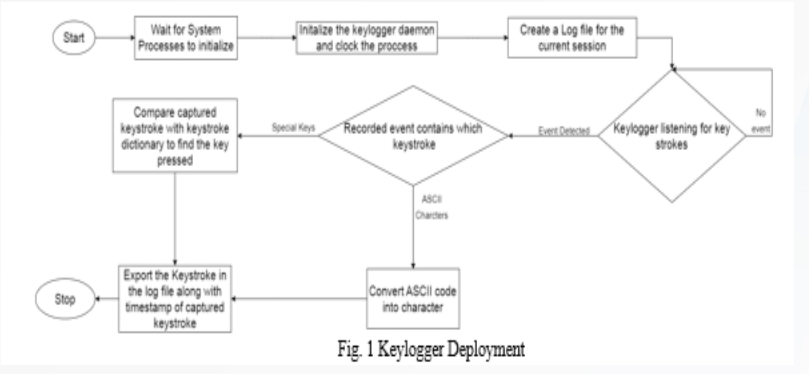 Start
Wait for System
Processes to initialize
Initalize the keylogger daemon
and clock the proccess
Create a Log file for the
current session
Keylogger listening for key
strokes
No
event
Event Detected
Recorded event contains which
keystroke
Special Keys
Compare captured
keystroke with keystroke
dictionary to find the key
pressed
ASCII
Charcters
Convert ASCII code
into character
Export the Keystroke in
the log file along with
timestamp of captured
keystroke
Stop
Fig. 1 Keylogger Deployment